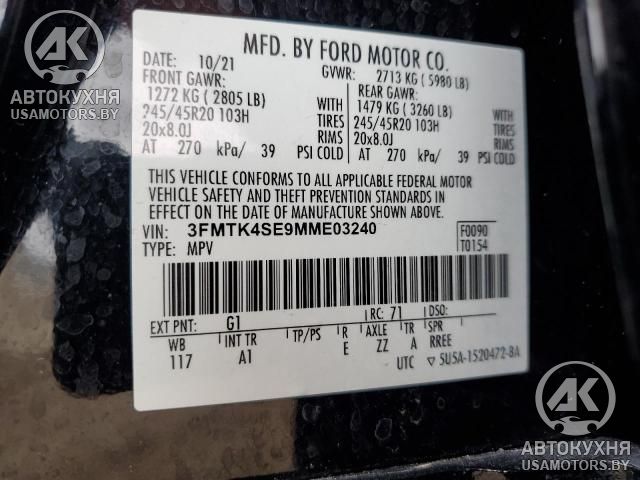 MFD. BY FORD MOTOR CO.
DATE: 10/21 GVWR: 2713 KG ( 5980 LB)
FRONT GAWR: REAR GAWR:
1272 KG ( 2805 LB) WITH 1479 KG ( 3260 LB) WITH
245/45R20 103H TIRES 245/45R20 103H TIRES
20x8.0J RIMS 20x8.0J RIMS
AT 270 kPa/ 39 PSI COLD AT 270 kPa/ 39 PSI COLD
THIS VEHICLE CONFORMS TO ALL APPLICABLE FEDERAL MOTOR
VEHICLE SAFETY AND THEFT PREVENTION STANDARDS IN
EFFECT ON THE DATE OF MANUFACTURE SHOWN ABOVE.
VIN: 3FMTK4SE9MME03240 F0090
TYPE: MPV T0154
EXT PNT: G1 RC: 71 DSO:
WB INT TR TP/PS R AXLE TR SPR
117 A1 E ZZ A RREE
UTC 5U5A-1520472-BA
AK
АВТОКУХНЯ
USAMOTORS.BY
AK
АВТОКУХНЯ
USAMOTORS.BY